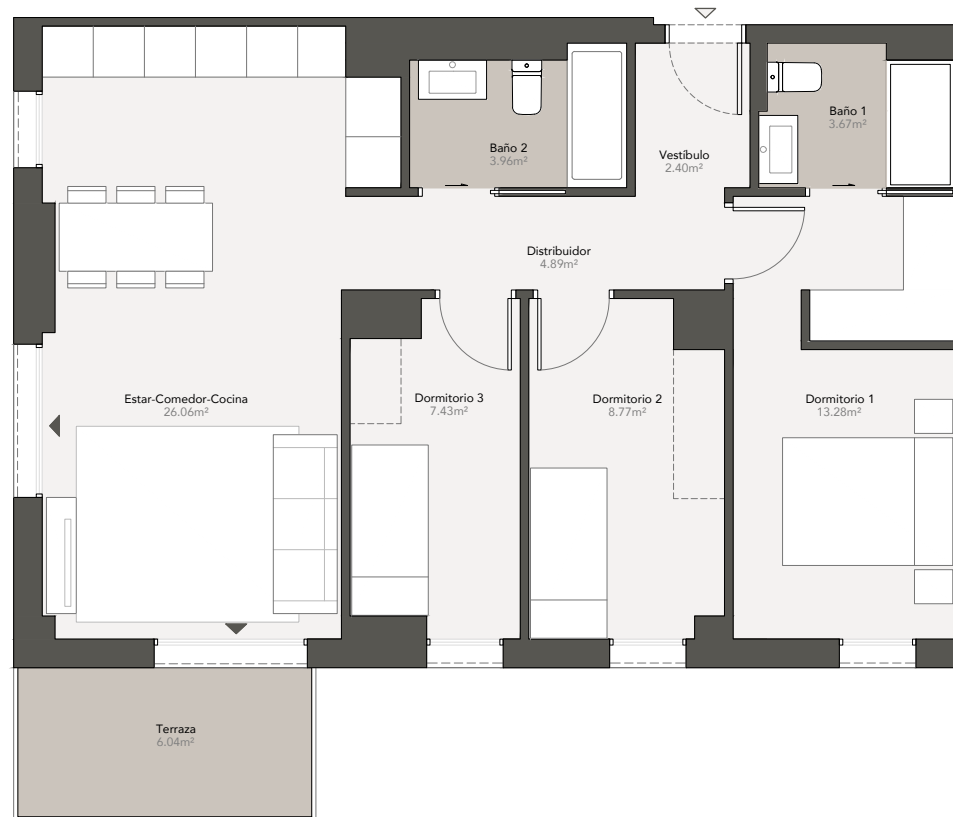 Baño 1
3.67m²
Baño 2
3.96m²
Vestíbulo
2.40m²
Distribuidor
4.89m²
Estar-Comedor-Cocina
26.06m²
Dormitorio 3
7.43m²
Dormitorio 2
8.77m²
Dormitorio 1
13.28m²
Terraza
6.04m²